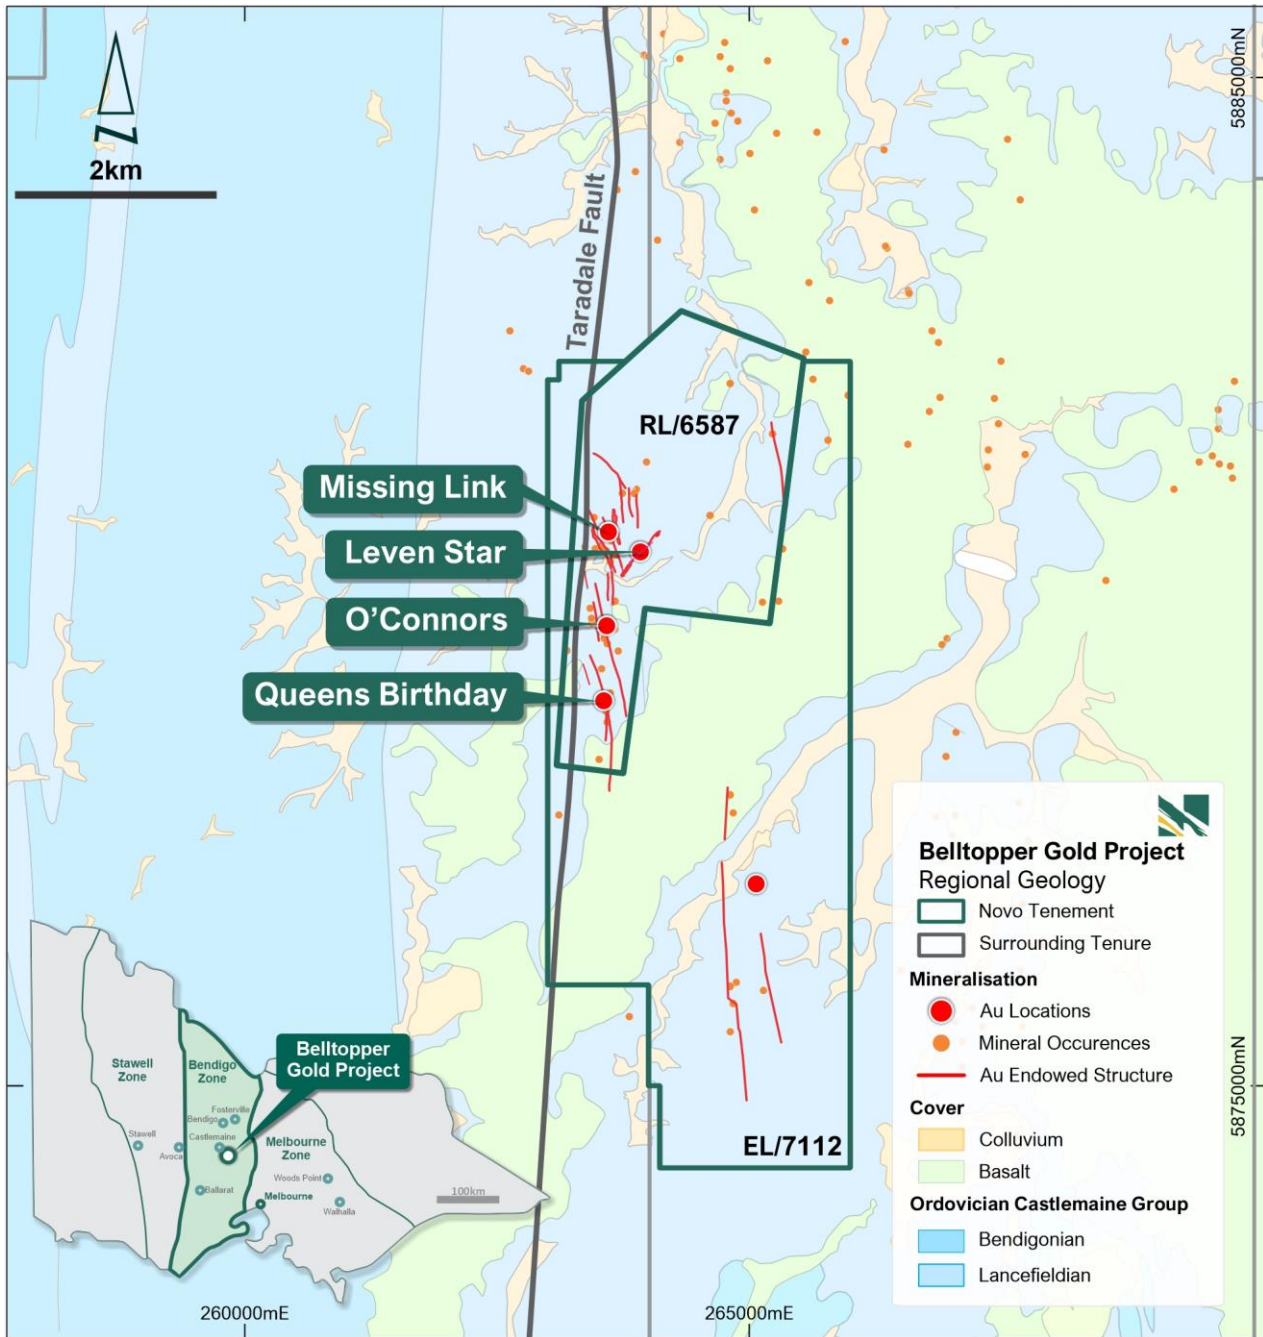 5885000mN
N
2km
Taradale Fault
RL/6587
Missing Link
Leven Star
O'Connors
Queens Birthday
EL/7112
5875000mN
260000mE
265000mE
Belltopper Gold Project
Regional Geology
Novo Tenement
Surrounding Tenure
Mineralisation
Au Locations
Mineral Occurences
Au Endowed Structure
Cover
Colluvium
Basalt
Ordovician Castlemaine Group
Bendigonian
Lancefieldian
Belltopper
Gold Project
Stawell
Zone
Bendigo
Zone
Fosterville
Bendigo
Stawell
Castlemaine
Avoca
Melbourne
Zone
Woods Point
Ballarat
Melbourne
Walhalla
100km